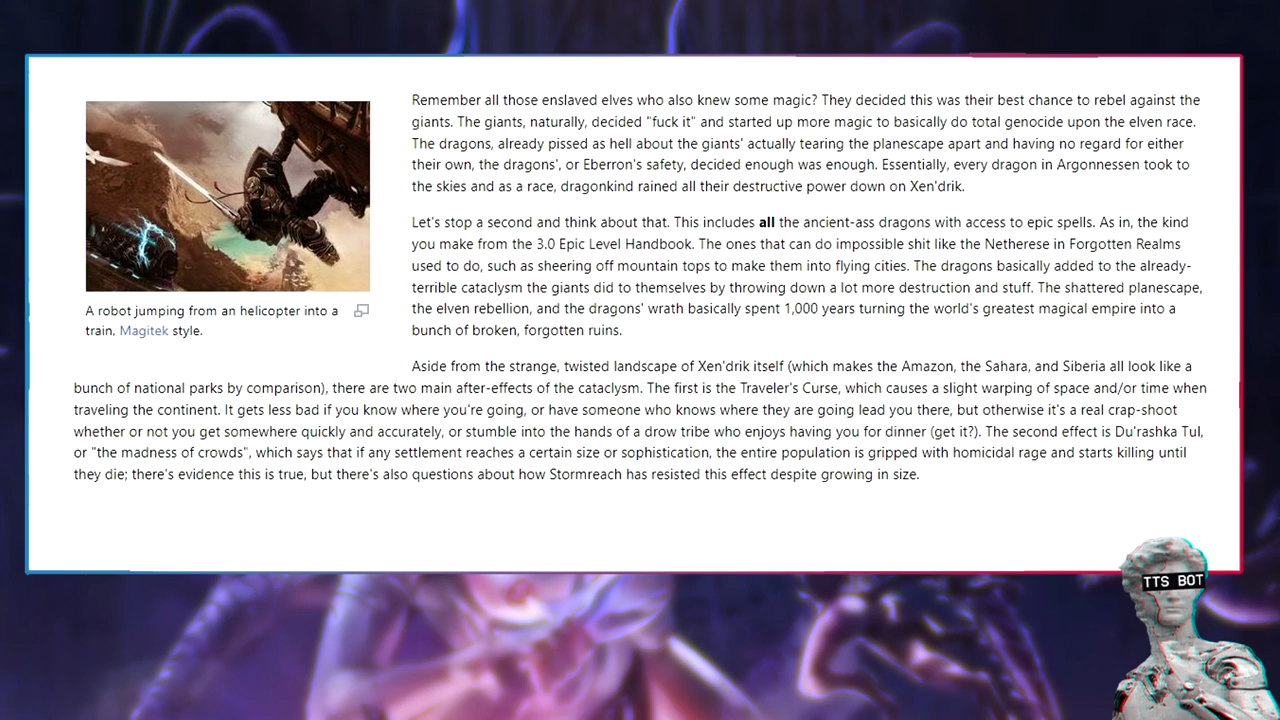 Remember all those enslaved elves who also knew some magic? They decided this was their best chance to rebel against the
giants. The giants, naturally, decided "fuck it" and started up more magic to basically do total genocide upon the elven race.
The dragons, already pissed as hell about the giants' actually tearing the planescape apart and having no regard for either
their own, the dragons', or Eberron's safety, decided enough was enough. Essentially, every dragon in Argonnessen took to
the skies and as a race, dragonkind rained all their destructive power down on Xen'drik.
Let's stop a second and think about that. This includes all the ancient-ass dragons with access to epic spells. As in, the kind
you make from the 3.0 Epic Level Handbook. The ones that can do impossible shit like the Netherese in Forgotten Realms
used to do, such as sheering off mountain tops to make them into flying cities. The dragons basically added to the already-
terrible cataclysm the giants did to themselves by throwing down a lot more destruction and stuff. The shattered planescape,
the elven rebellion, and the dragons' wrath basically spent 1,000 years turning the world's greatest magical empire into a
bunch of broken, forgotten ruins.
A robot jumping from an helicopter into a
train, Magitek style.
Aside from the strange, twisted landscape of Xen'drik itself (which makes the Amazon, the Sahara, and Siberia all look like a
bunch of national parks by comparison), there are two main after-effects of the cataclysm. The first is the Traveler's Curse, which causes a slight warping of space and/or time when
traveling the continent. It gets less bad if you know where you're going, or have someone who knows where they are going lead you there, but otherwise it's a real crap-shoot
whether or not you get somewhere quickly and accurately, or stumble into the hands of a drow tribe who enjoys having you for dinner (get it?). The second effect is Du'rashka Tul,
or "the madness of crowds", which says that if any settlement reaches a certain size or sophistication, the entire population is gripped with homicidal rage and starts killing until
they die; there's evidence this is true, but there's also questions about how Stormreach has resisted this effect despite growing in size.
TTS BOT